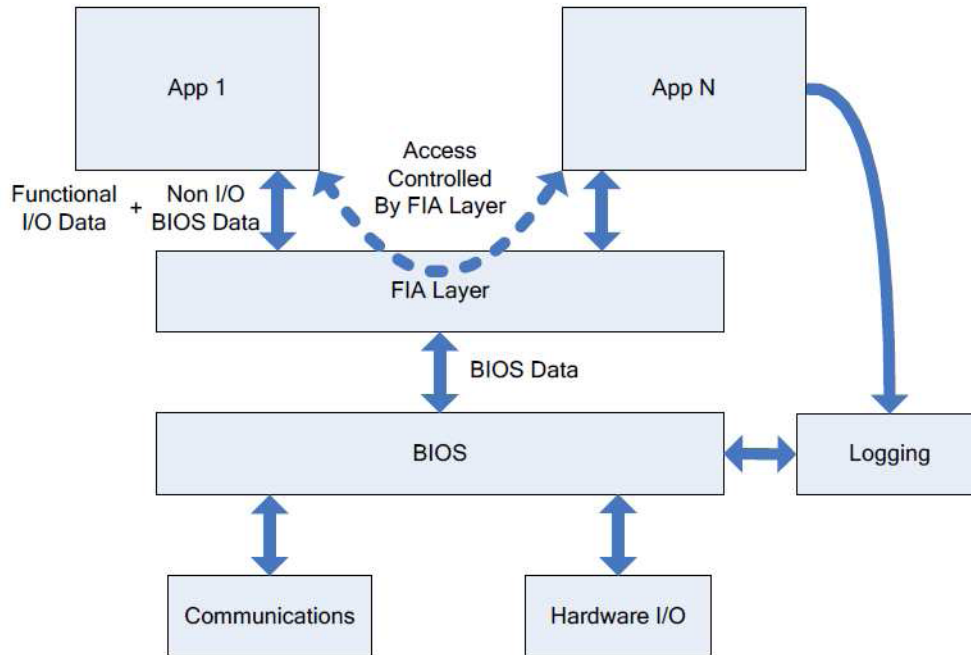 App 1
App N
Access
Controlled
By FIA Layer
Functional
I/O Data
+
Non I/O
BIOS Data
FIA Layer
BIOS Data
BIOS
Logging
Communications
Hardware I/O